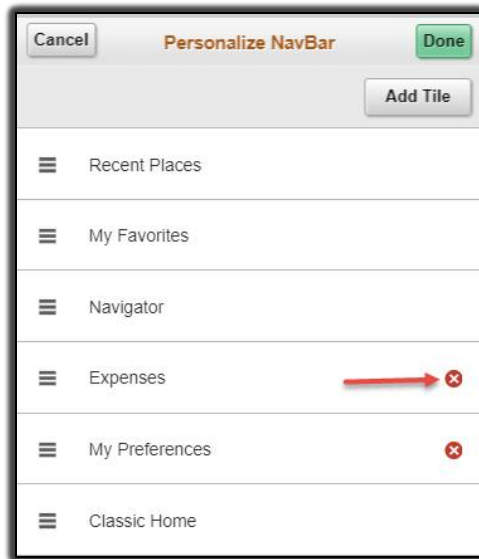 Cancel Personalize NavBar Done
Add Tile
Recent Places
My Favorites
Navigator
Expenses
My Preferences
Classic Home